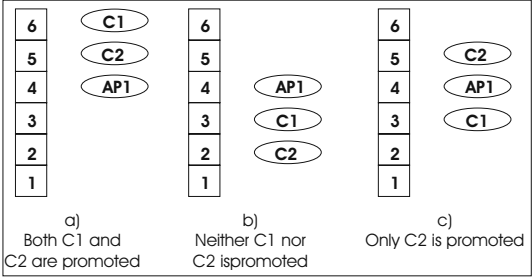 6 C1
5 C2
4 AP1
3
2
1
a)
Both C1 and
C2 are promoted
6
5
4 AP1
3 C1
2 C2
1
b)
Neither C1 nor
C2 ispromoted
6
5 C2
4 AP1
3 C1
2
1
c)
Only C2 is promoted